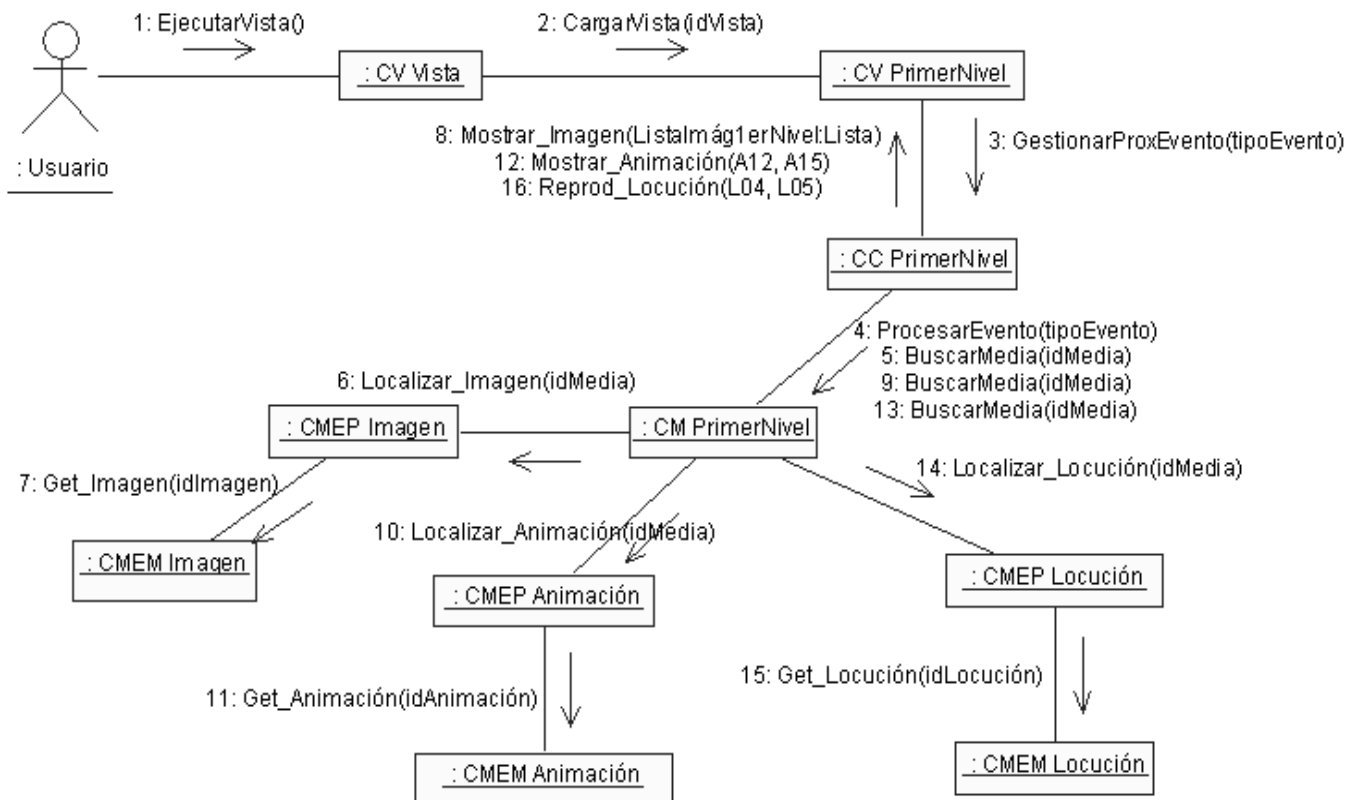 1: EjecutarVista()
2: CargarVista(idVista)
: CV Vista
: CV PrimerNivel
: Usuario
8: Mostrar_Imagen(ListaImág1erNivel:Lista)
12: Mostrar_Animación(A12, A15)
16: Reprod_Locución(L04, L05)
3: GestionarProxEvento(tipoEvento)
: CC PrimerNivel
4: ProcesarEvento(tipoEvento)
5: BuscarMedia(idMedia)
9: BuscarMedia(idMedia)
13: BuscarMedia(idMedia)
6: Localizar_Imagen(idMedia)
: CMEP Imagen
: CM PrimerNivel
7: Get_Imagen(idImagen)
14: Localizar_Locución(idMedia)
10: Localizar_Animación(idMedia)
: CMEM Imagen
: CMEP Animación
: CMEP Locución
11: Get_Animación(idAnimación)
15: Get_Locución(idLocución)
: CMEM Animación
: CMEM Locución